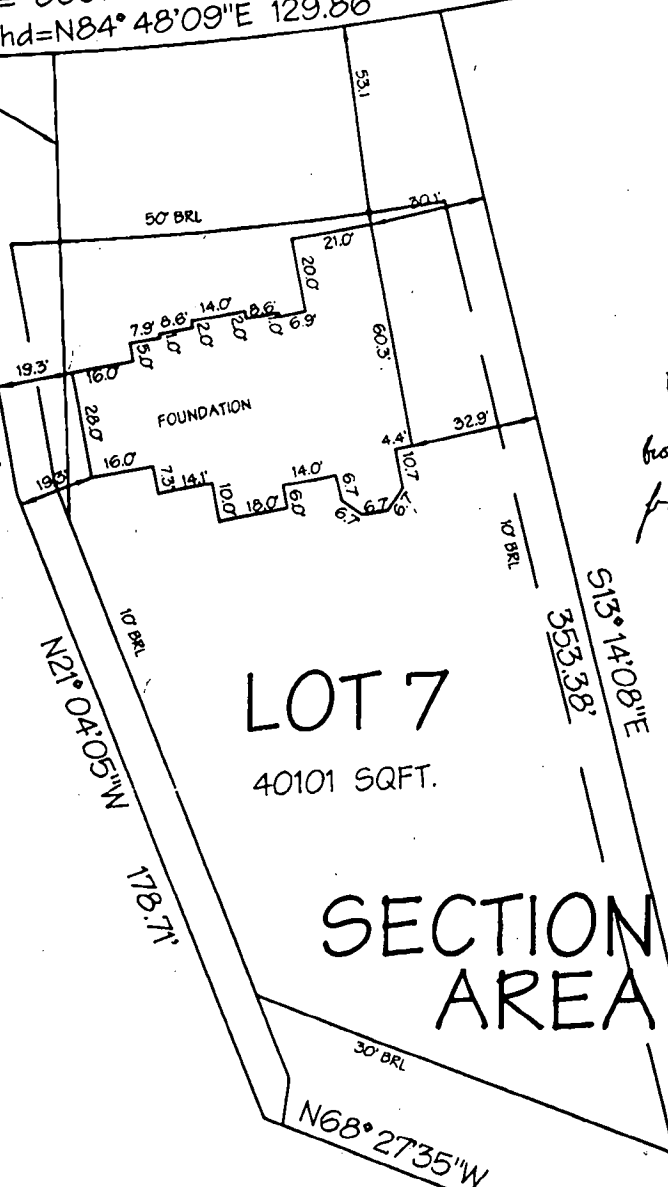 hd=N84°48'09"E 129.86
53.1
50' BRL
30.1'
21.0'
20.0'
7.9' 8.6' 14.0' 8.6' 6.9'
5.0' 1.0' 2.0' 2.0' 1.0'
60.3'
19.3'
16.0'
28.0'
FOUNDATION
4.4'
32.9'
19.3'
16.0'
7.3'
14.1'
10.0'
18.0'
6.0'
14.0'
6.7
6.7
6.7
6.7
10.7
10' BRL
10' BRL
S13°14'08"E
353.38'
N21°04'05"W
178.71'
LOT 7
40101 SQFT.
SECTION
AREA
30' BRL
N68°27'35"W